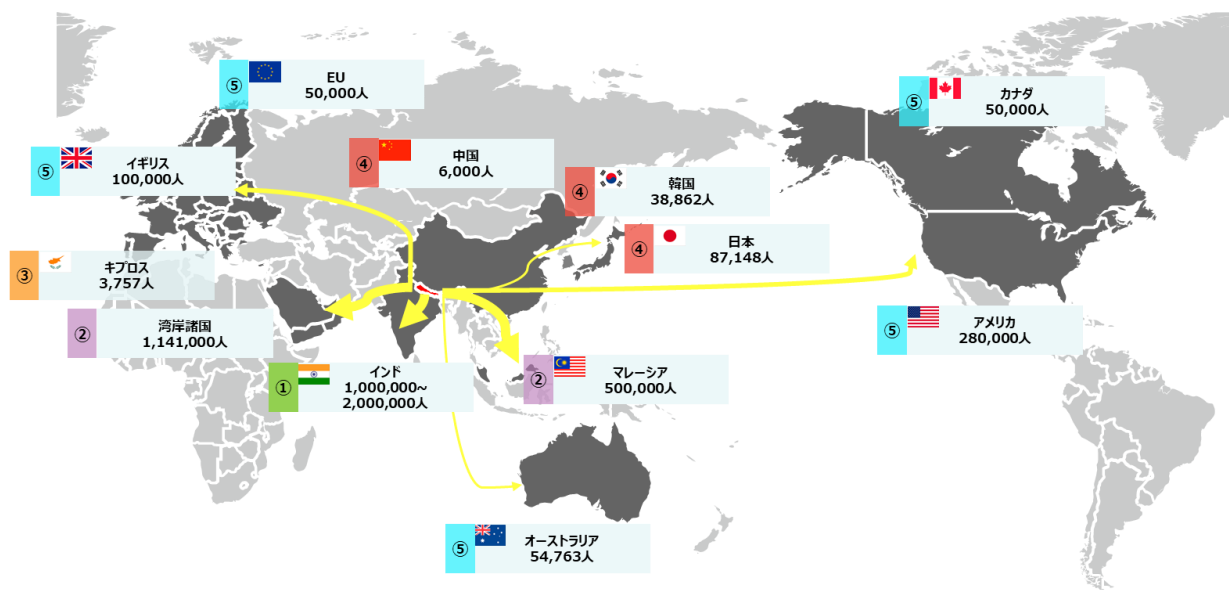 ⑤
EU
50,000人
⑤
カナダ
50,000人
⑤
イギリス
100,000人
④
中国
6,000人
④
韓国
38,862人
④
日本
87,148人
③
キプロス
3,757人
②
湾岸諸国
1,141,000人
①
インド
1,000,000~
2,000,000人
②
マレーシア
500,000人
⑤
アメリカ
280,000人
⑤
オーストラリア
54,763人